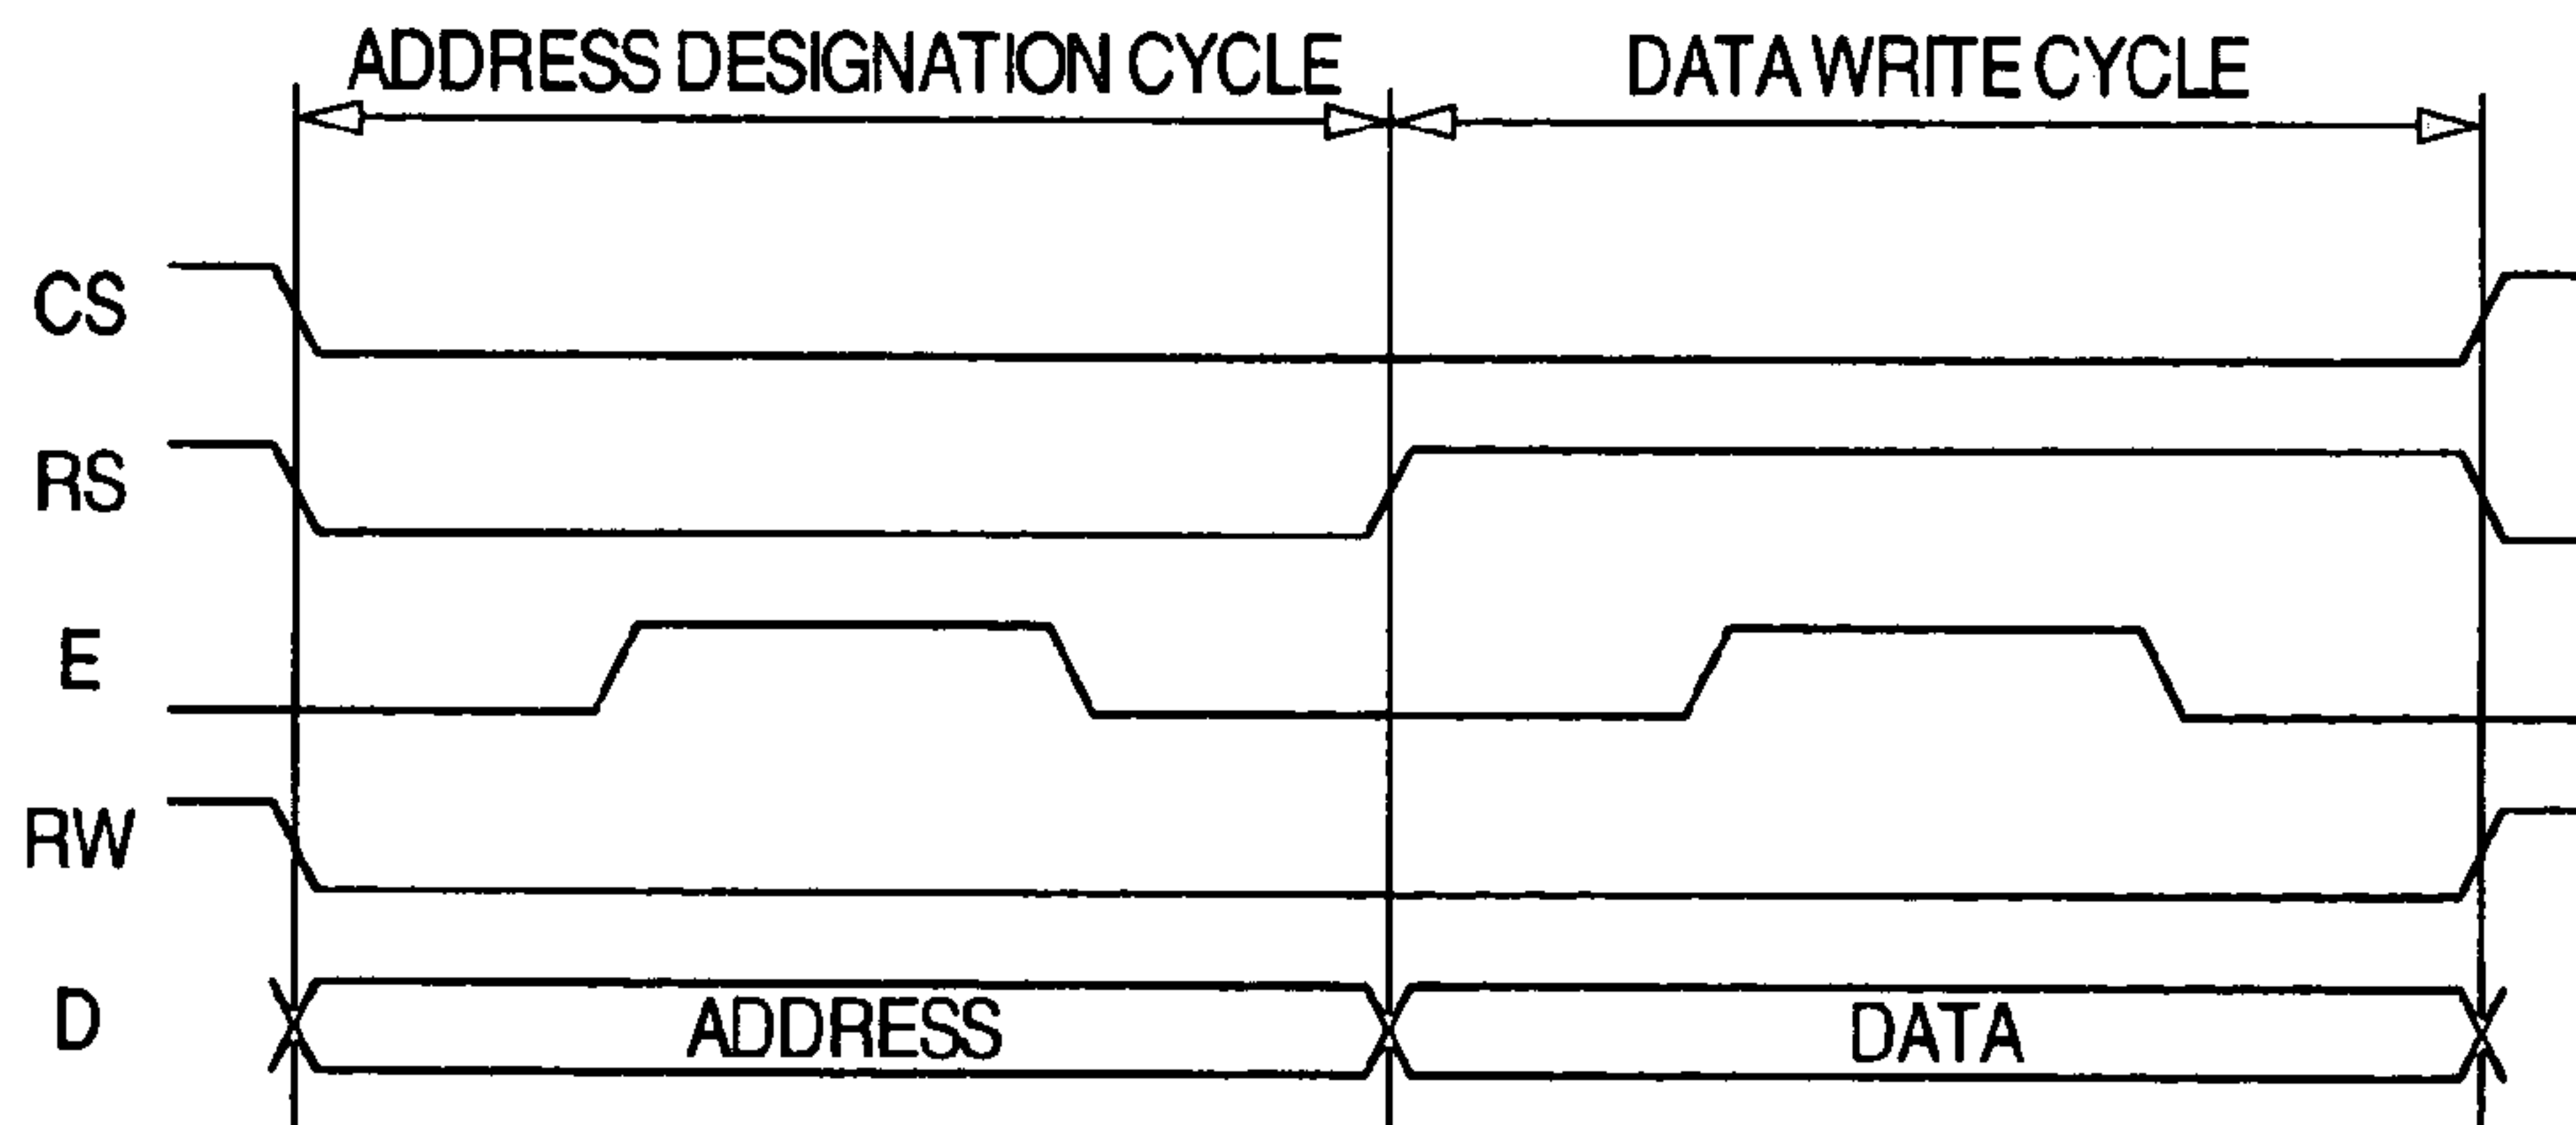 ADDRESS DESIGNATION CYCLE DATA WRITE CYCLE
CS
RS
E
RW
D ADDRESS DATA